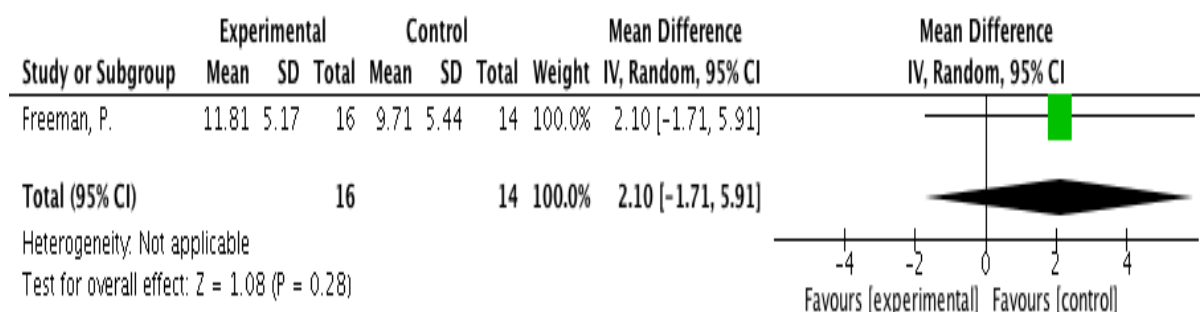 Experimental Control Mean Difference Mean Difference
Study or Subgroup Mean SD Total Mean SD Total Weight IV, Random, 95% CI IV, Random, 95% CI
Freeman, P. 11.81 5.17 16 9.71 5.44 14 100.0% 2.10 [−1.71, 5.91]
Total (95% CI) 16 14 100.0% 2.10 [−1.71, 5.91]
Heterogeneity: Not applicable
Test for overall effect: Z = 1.08 (P = 0.28)
−4 −2 0 2 4
Favours [experimental] Favours [control]